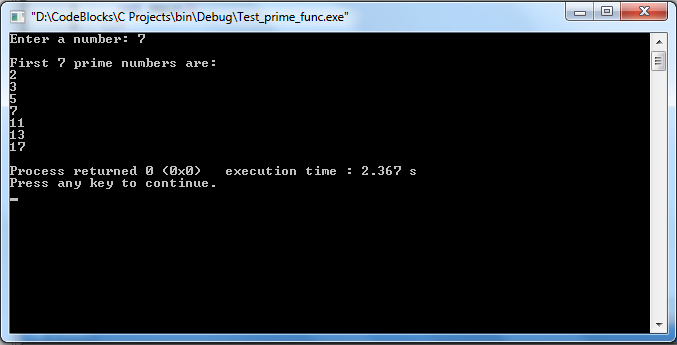 "D:\CodeBlocks\C Projects\bin\Debug\Test_prime_func.exe"
Enter a number: 7
First 7 prime numbers are:
2
3
5
7
11
13
17
Process returned 0 (0x0)   execution time : 2.367 s
Press any key to continue.